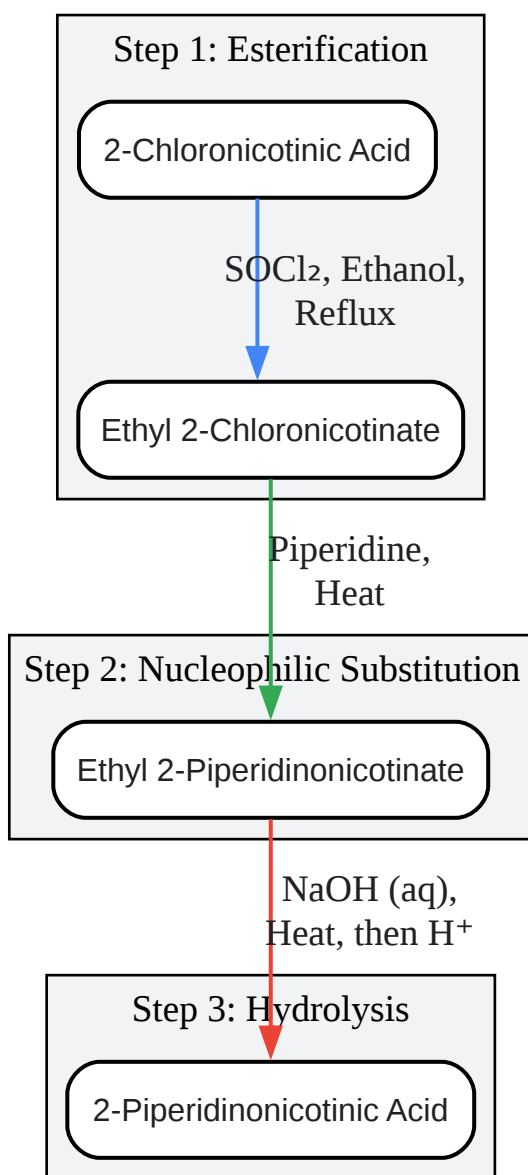 Step 1: Esterification
2-Chloronicotinic Acid
SOCl₂, Ethanol,
Reflux
Ethyl 2-Chloronicotinate
Piperidine,
Heat
Step 2: Nucleophilic Substitution
Ethyl 2-Piperidinonicotinate
NaOH (aq),
Heat, then H⁺
Step 3: Hydrolysis
2-Piperidinonicotinic Acid